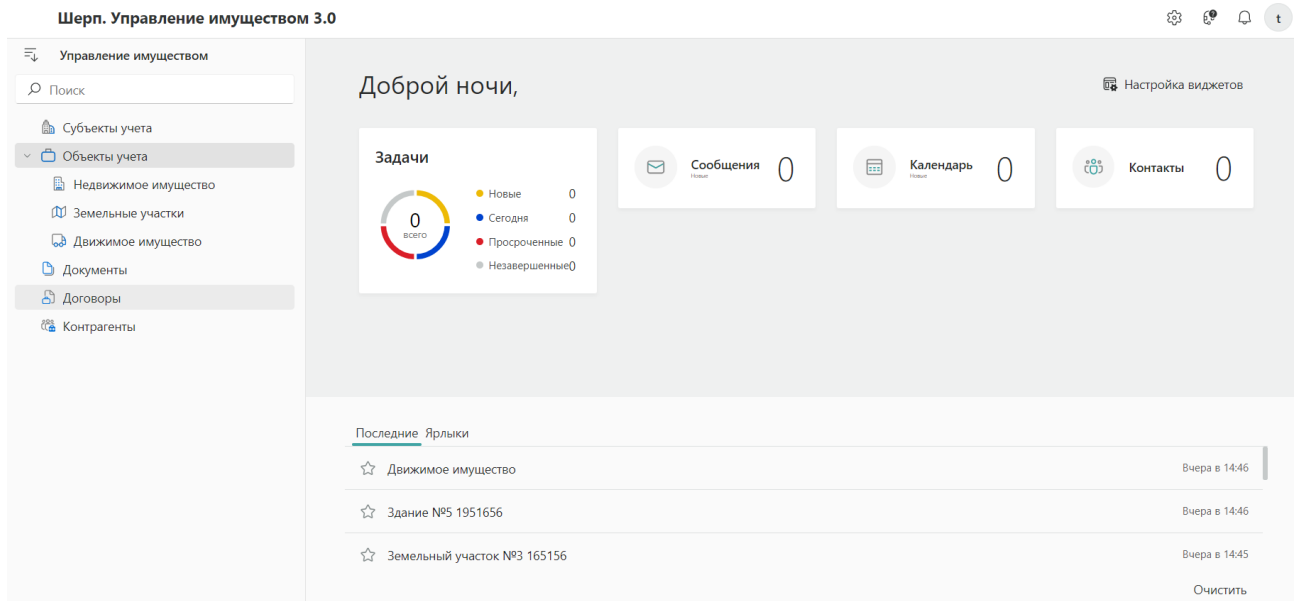 Шерп. Управление имуществом 3.0
t
Управление имуществом
Поиск
Субъекты учета
Объекты учета
Недвижимое имущество
Земельные участки
Движимое имущество
Документы
Договоры
Контрагенты
Доброй ночи,
Настройка виджетов
Задачи
0
всего
Новые 0
Сегодня 0
Просроченные 0
Незавершенные 0
Сообщения 0
Новые
Календарь 0
Новые
Контакты 0
Последние Ярлыки
Движимое имущество Вчера в 14:46
Здание №5 1951656 Вчера в 14:46
Земельный участок №3 165156 Вчера в 14:45
Очистить